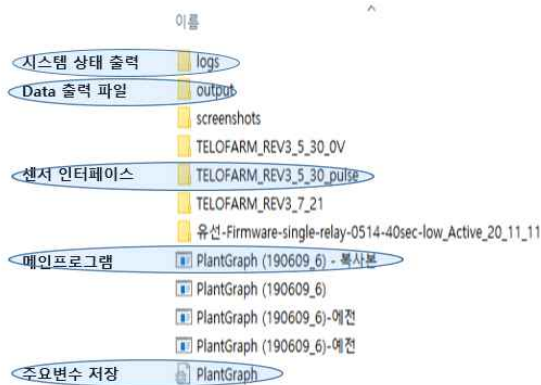 이름
시스템 상태 출력 logs
Data 출력 파일 output
screenshots
TELOFARM_REV3_5_30_0V
센서 인터페이스 TELOFARM_REV3_5_30_pulse
TELOFARM_REV3_7_21
유선-Firmware-single-relay-0514-40sec-low_Active_20_11_11
메인프로그램 PlantGraph (190609_6) - 복사본
PlantGraph (190609_6)
PlantGraph (190609_6)-에전
PlantGraph (190609_6)-예전
주요변수 저장 PlantGraph